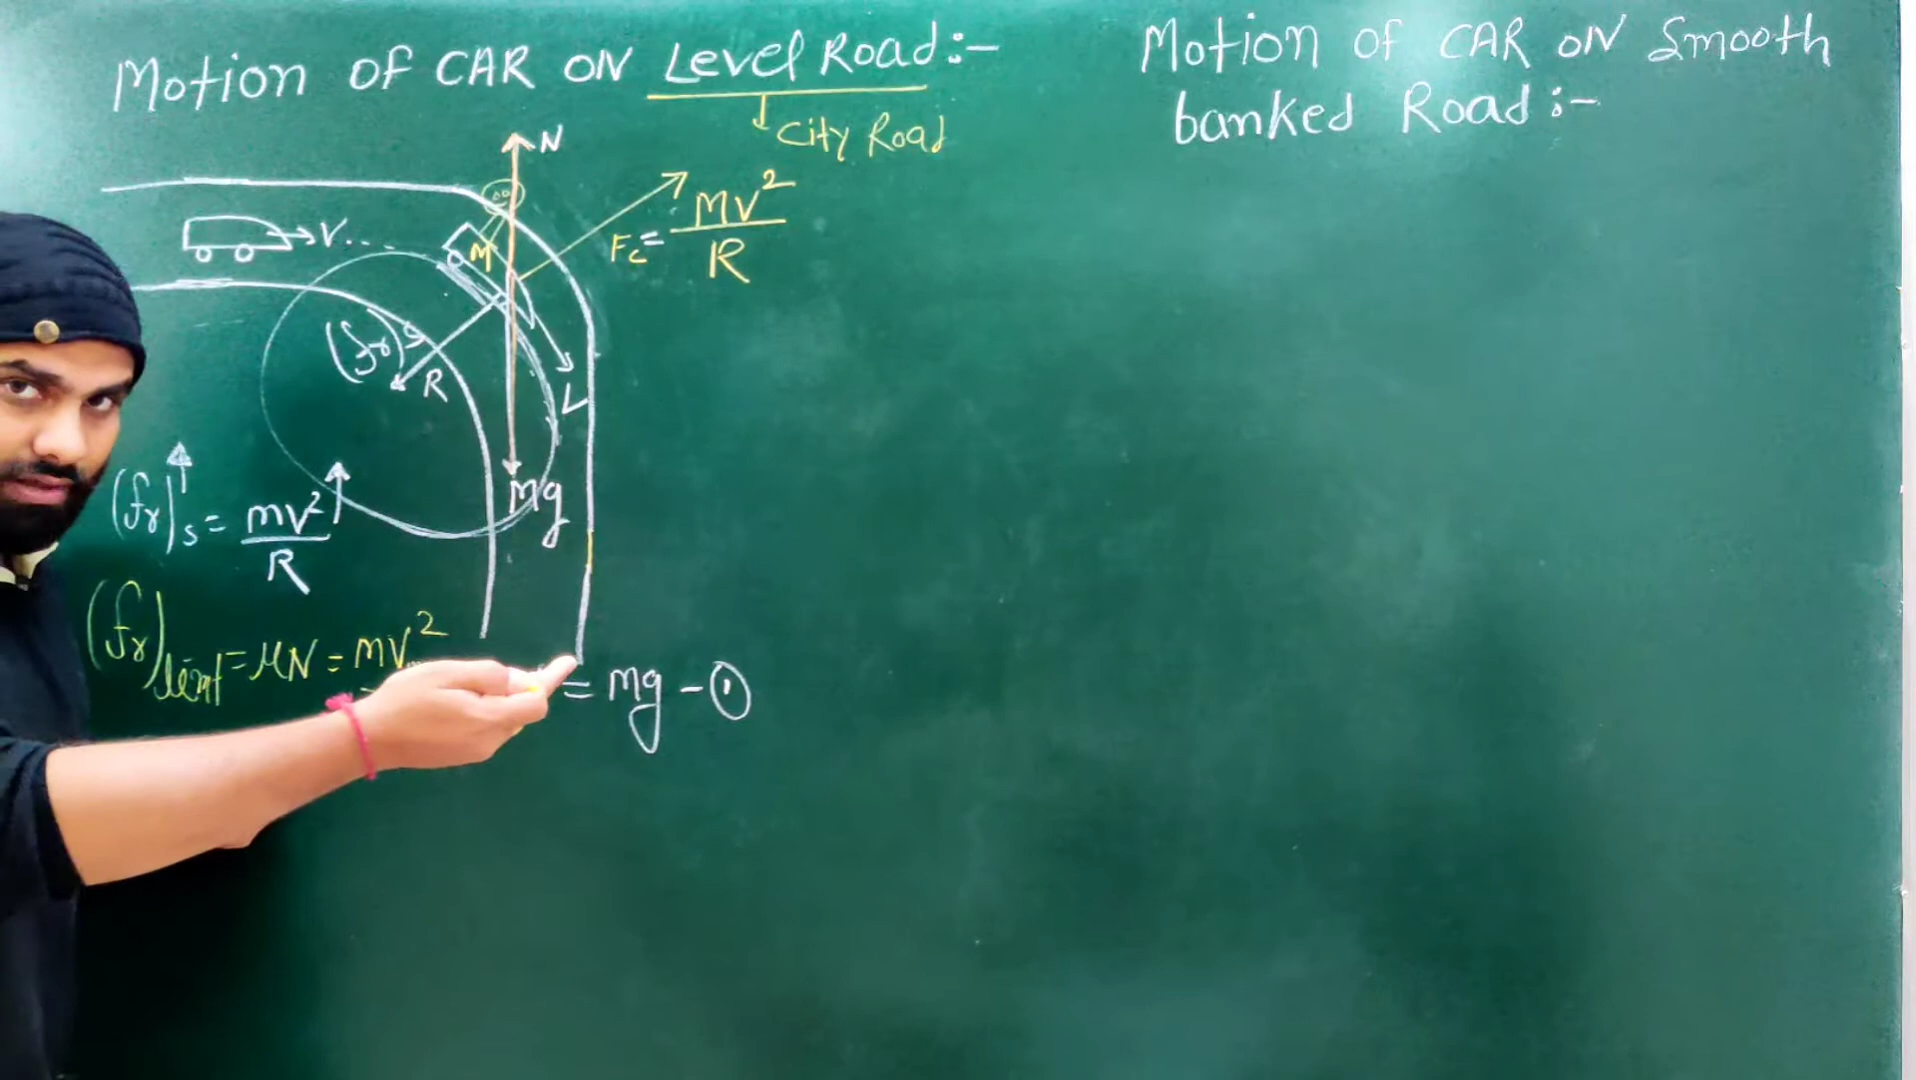 Motion OF CAR ON Level Road:-
City Road
N
Fc = MV²/R
V...
M
(fr)
R
V
Mg
(fr)s = mv²/R
(fr)limt = μN = mv²
= mg - ①
Motion OF CAR ON Smooth
banked Road:-